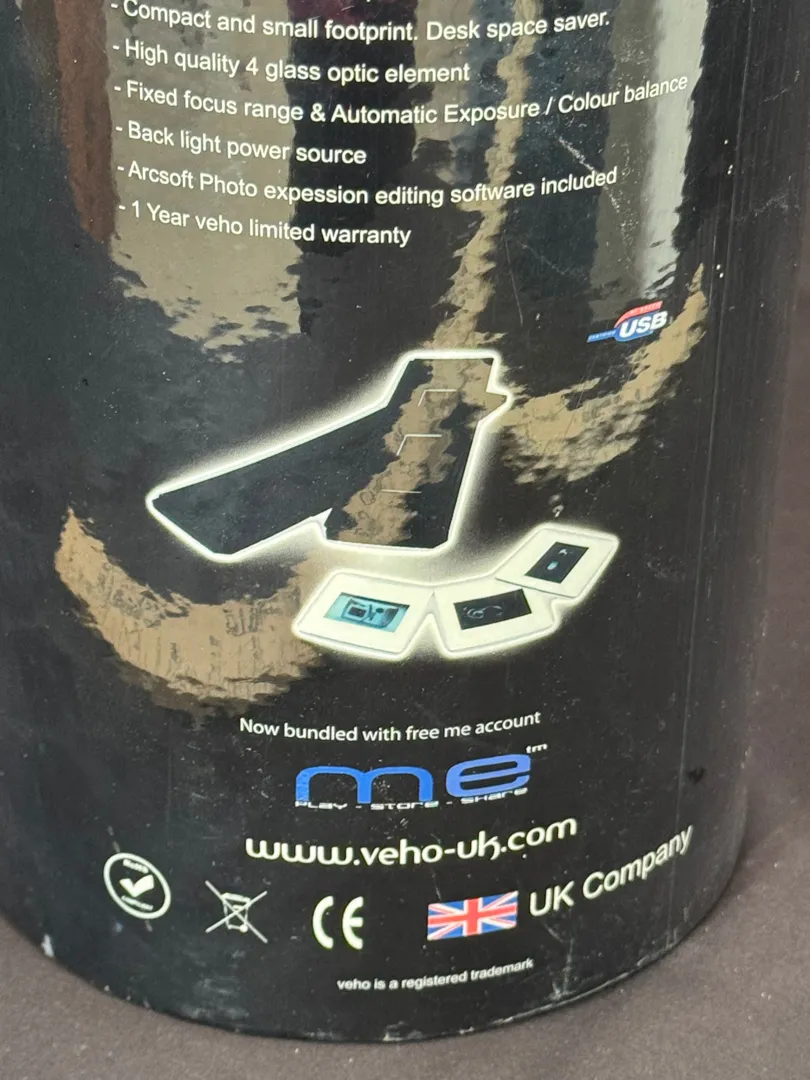 - Compact and small footprint. Desk space saver.
- High quality 4 glass optic element
- Fixed focus range & Automatic Exposure / Colour balance
- Back light power source
- Arcsoft Photo expession editing software included
- 1 Year veho limited warranty
CERTIFIED USB
Now bundled with free me account
me tm
PLAY - STORE - SHARE
www.veho-uk.com
RoHS
CE
UK Company
veho is a registered trademark